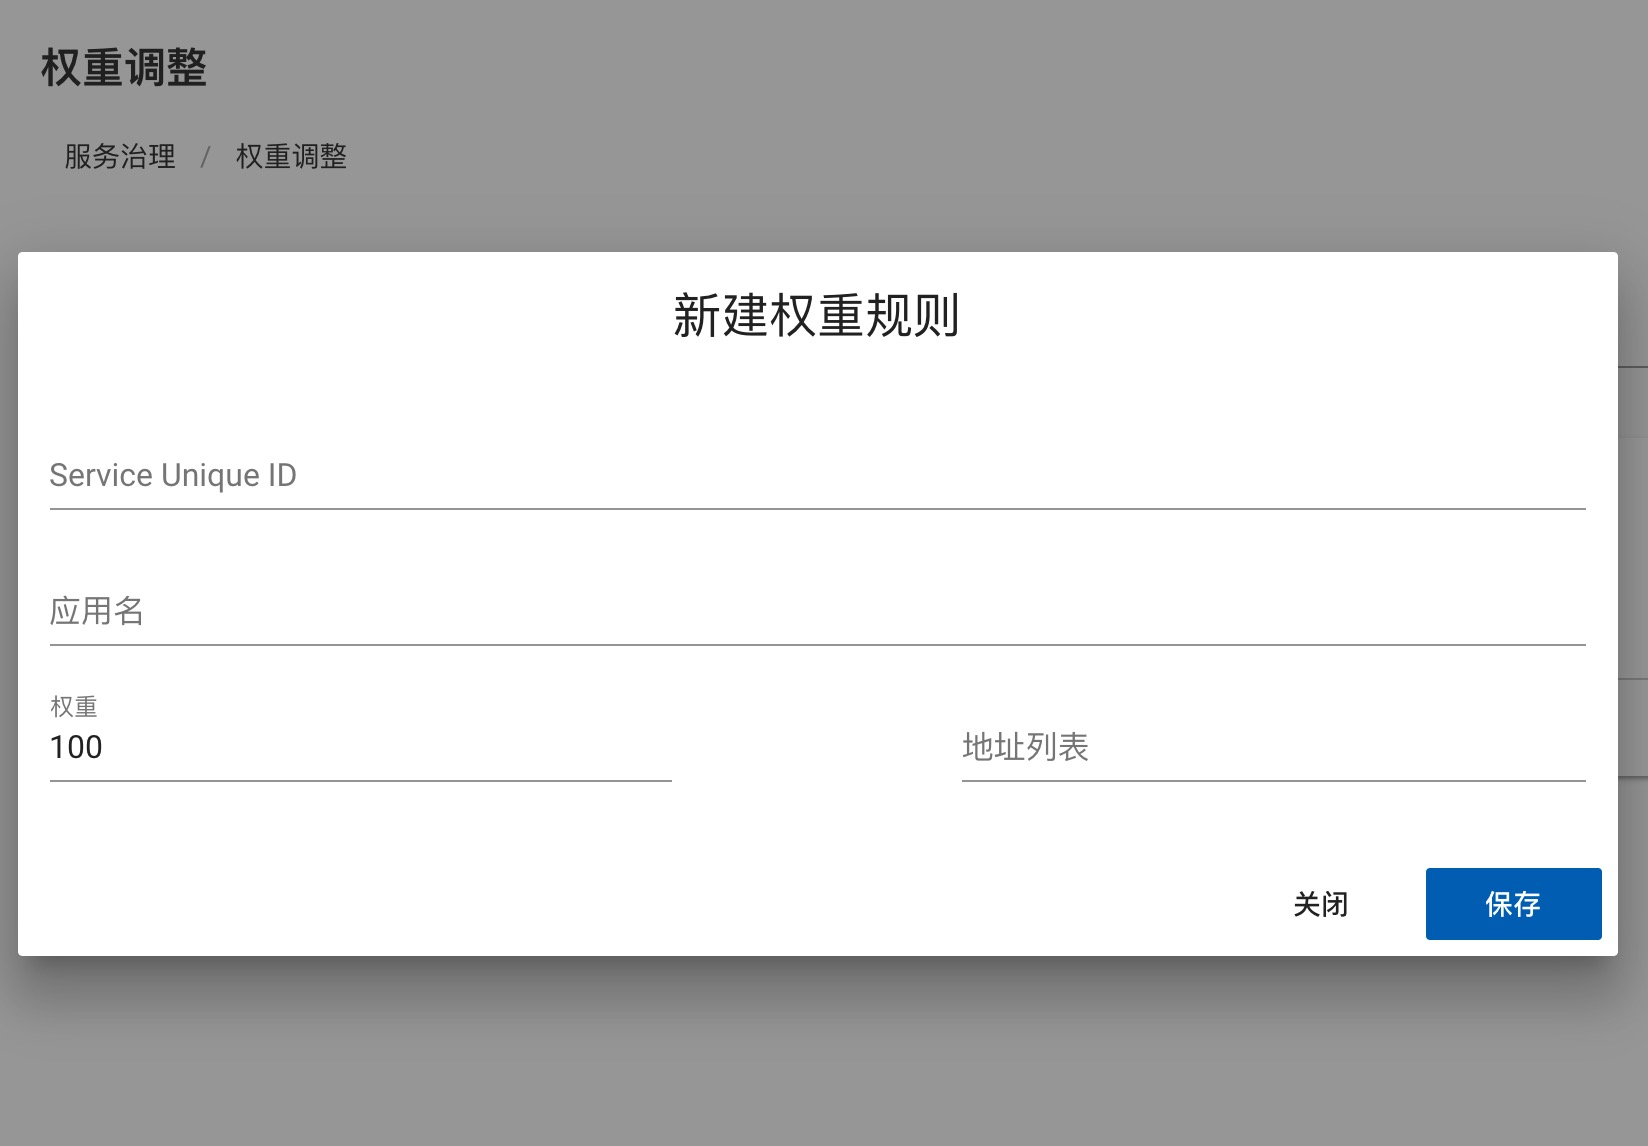 权重调整
服务治理 / 权重调整
新建权重规则
Service Unique ID
应用名
权重
100
地址列表
关闭
保存